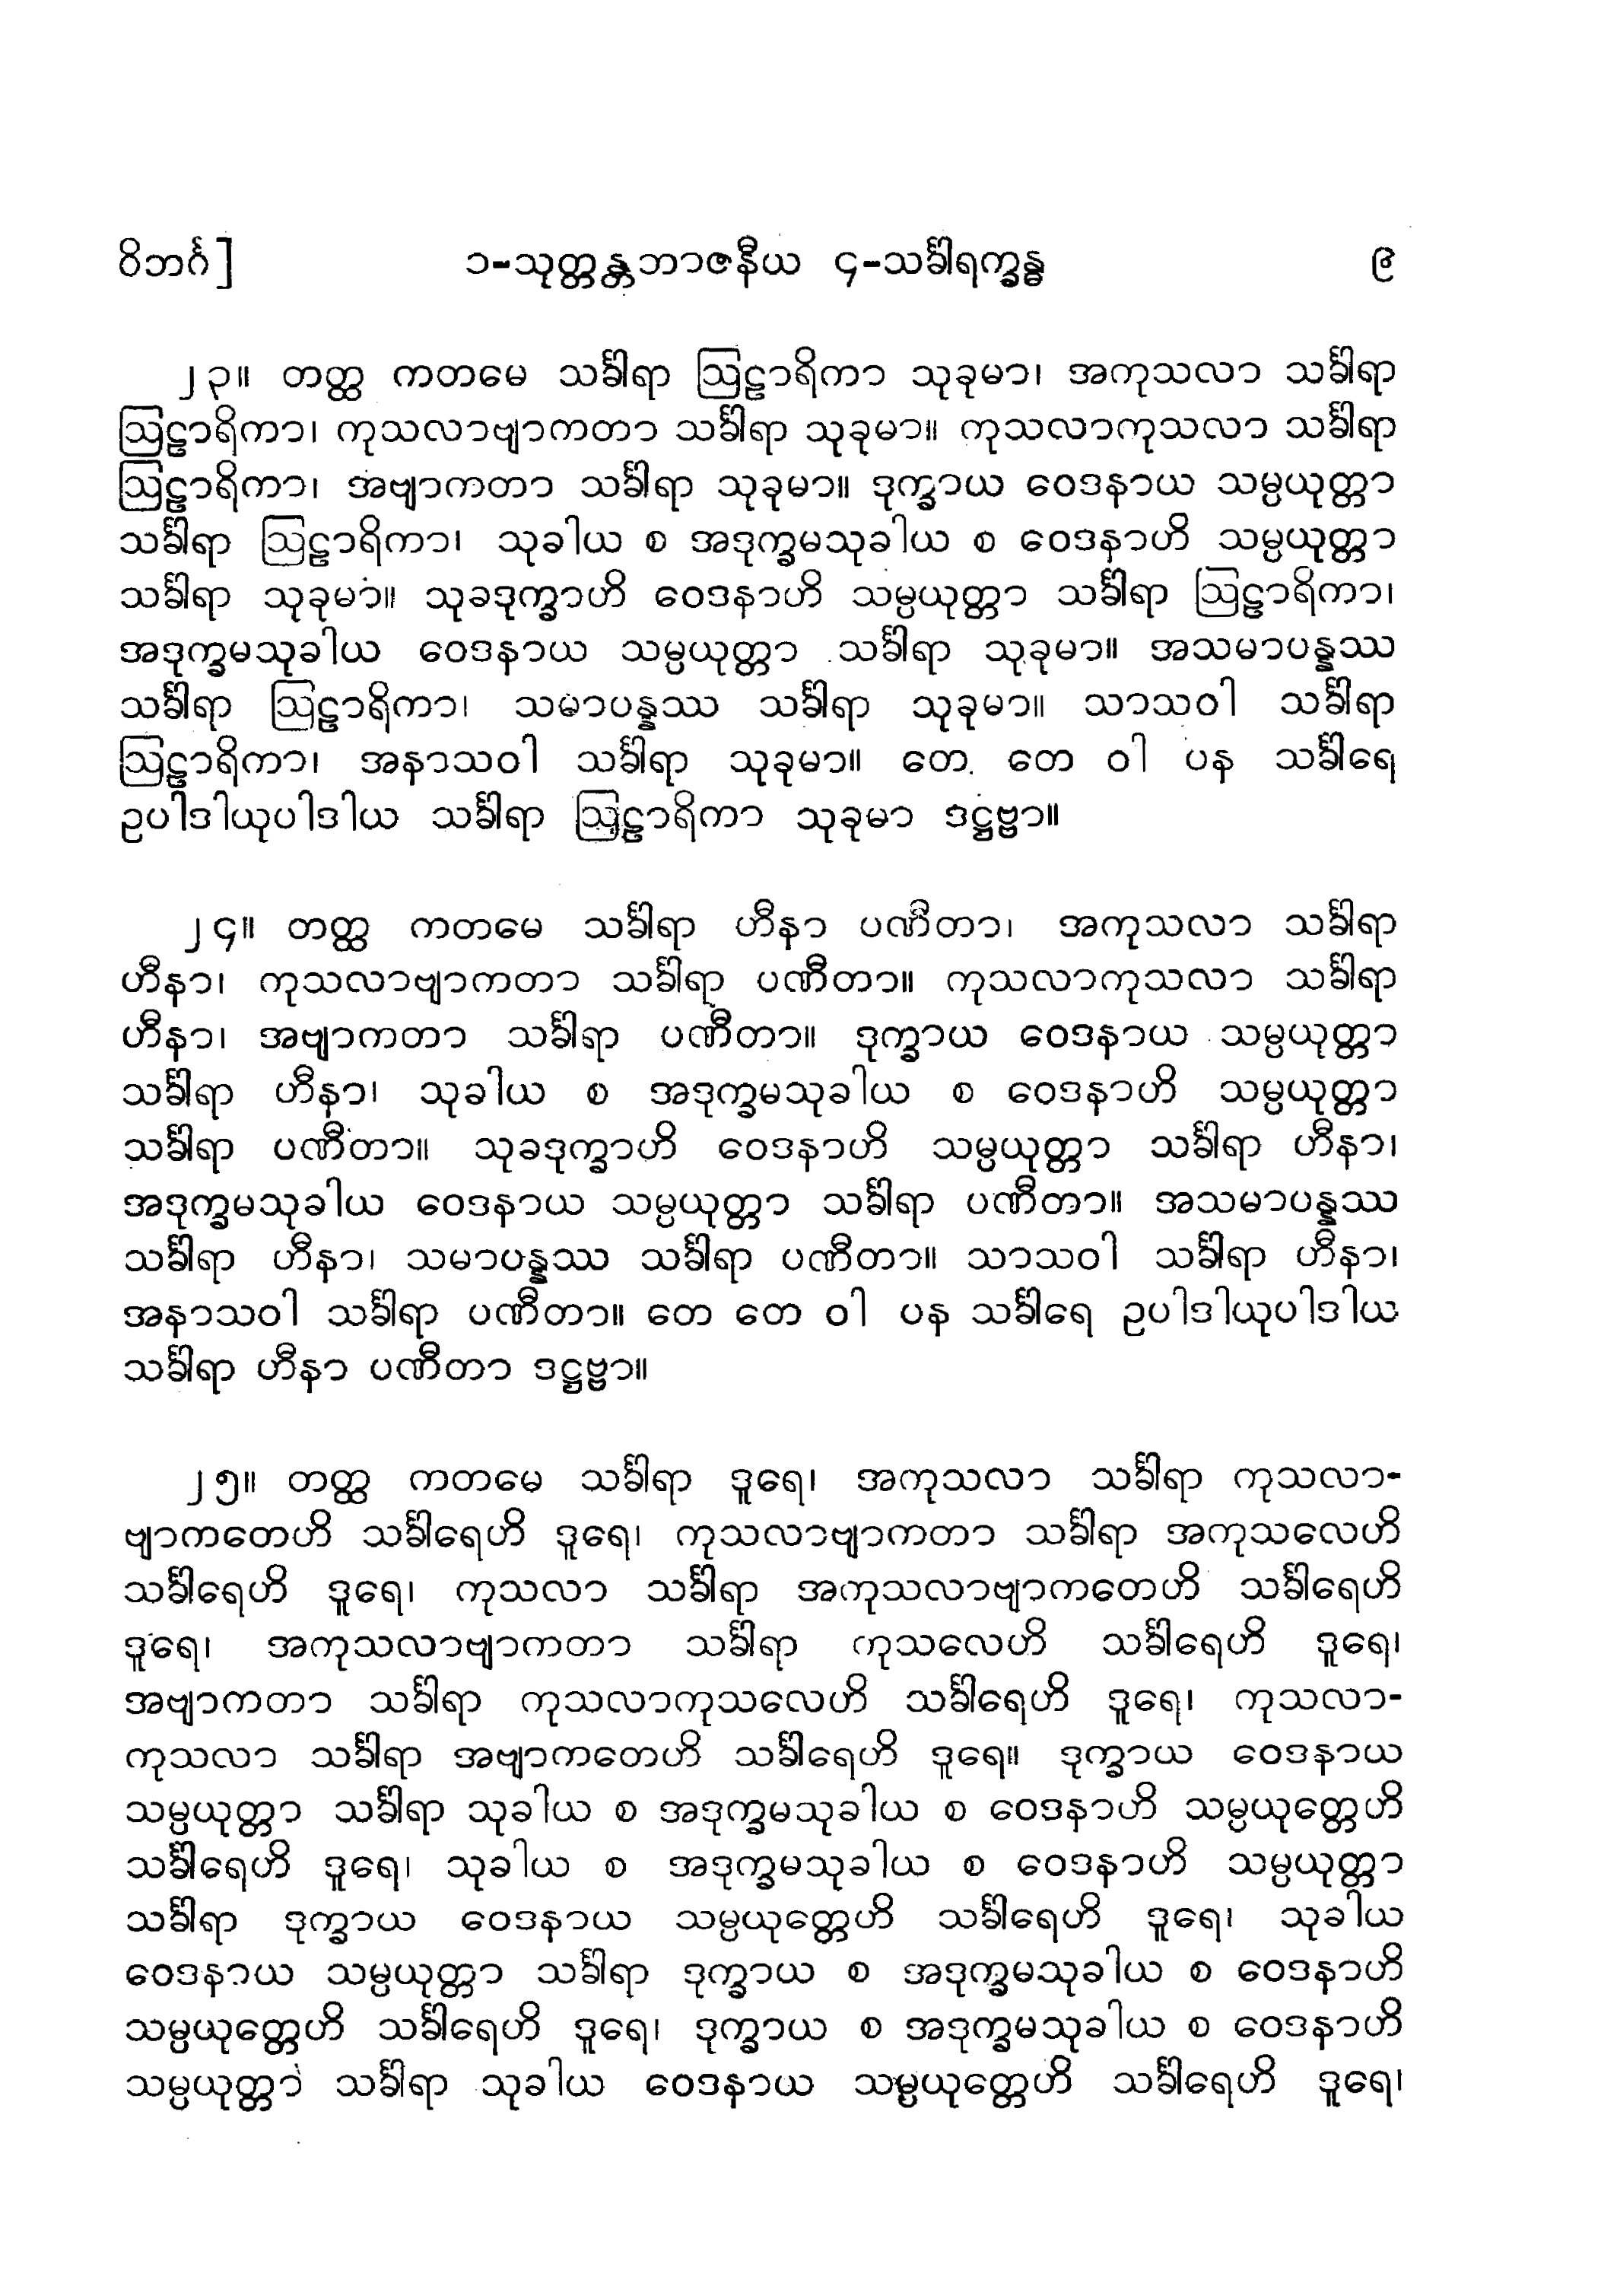 ဝိဘင်္ဂ] ၁-သုတ္တန္တဘာဇနီယ ၄-သင်္ခါရက္ခန္ဓ ၉
၂၃။ တတ္ထ ကတမေ သင်္ခါရာ ဩဠာရိကာ သုခုမာ၊ အကုသလာ သင်္ခါရာ
ဩဠာရိကာ၊ ကုသလာဗျာကတာ သင်္ခါရာ သုခုမာ။ ကုသလာကုသလာ သင်္ခါရာ
ဩဠာရိကာ၊ အဗျာကတာ သင်္ခါရာ သုခုမာ။ ဒုက္ခာယ ဝေဒနာယ သမ္ပယုတ္တာ
သင်္ခါရာ ဩဠာရိကာ၊ သုခါယ စ အဒုက္ခမသုခါယ စ ဝေဒနာဟိ သမ္ပယုတ္တာ
သင်္ခါရာ သုခုမာ။ သုခဒုက္ခာဟိ ဝေဒနာဟိ သမ္ပယုတ္တာ သင်္ခါရာ ဩဠာရိကာ၊
အဒုက္ခမသုခါယ ဝေဒနာယ သမ္ပယုတ္တာ သင်္ခါရာ သုခုမာ။ အသမာပန္နဿ
သင်္ခါရာ ဩဠာရိကာ၊ သမာပန္နဿ သင်္ခါရာ သုခုမာ။ သာသဝါ သင်္ခါရာ
ဩဠာရိကာ၊ အနာသဝါ သင်္ခါရာ သုခုမာ။ တေ တေ ဝါ ပန သင်္ခါရေ
ဥပါဒါယုပါဒါယ သင်္ခါရာ ဩဠာရိကာ သုခုမာ ဒဋ္ဌဗ္ဗာ။
၂၄။ တတ္ထ ကတမေ သင်္ခါရာ ဟီနာ ပဏီတာ၊ အကုသလာ သင်္ခါရာ
ဟီနာ၊ ကုသလာဗျာကတာ သင်္ခါရာ ပဏီတာ။ ကုသလာကုသလာ သင်္ခါရာ
ဟီနာ၊ အဗျာကတာ သင်္ခါရာ ပဏီတာ။ ဒုက္ခာယ ဝေဒနာယ သမ္ပယုတ္တာ
သင်္ခါရာ ဟီနာ၊ သုခါယ စ အဒုက္ခမသုခါယ စ ဝေဒနာဟိ သမ္ပယုတ္တာ
သင်္ခါရာ ပဏီတာ။ သုခဒုက္ခာဟိ ဝေဒနာဟိ သမ္ပယုတ္တာ သင်္ခါရာ ဟီနာ၊
အဒုက္ခမသုခါယ ဝေဒနာယ သမ္ပယုတ္တာ သင်္ခါရာ ပဏီတာ။ အသမာပန္နဿ
သင်္ခါရာ ဟီနာ၊ သမာပန္နဿ သင်္ခါရာ ပဏီတာ။ သာသဝါ သင်္ခါရာ ဟီနာ၊
အနာသဝါ သင်္ခါရာ ပဏီတာ။ တေ တေ ဝါ ပန သင်္ခါရေ ဥပါဒါယုပါဒါယ
သင်္ခါရာ ဟီနာ ပဏီတာ ဒဋ္ဌဗ္ဗာ။
၂၅။ တတ္ထ ကတမေ သင်္ခါရာ ဒူရေ၊ အကုသလာ သင်္ခါရာ ကုသလာ-
ဗျာကတေဟိ သင်္ခါရေဟိ ဒူရေ၊ ကုသလာဗျာကတာ သင်္ခါရာ အကုသလေဟိ
သင်္ခါရေဟိ ဒူရေ၊ ကုသလာ သင်္ခါရာ အကုသလာဗျာကတေဟိ သင်္ခါရေဟိ
ဒူရေ၊ အကုသလာဗျာကတာ သင်္ခါရာ ကုသလေဟိ သင်္ခါရေဟိ ဒူရေ၊
အဗျာကတာ သင်္ခါရာ ကုသလာကုသလေဟိ သင်္ခါရေဟိ ဒူရေ၊ ကုသလာ-
ကုသလာ သင်္ခါရာ အဗျာကတေဟိ သင်္ခါရေဟိ ဒူရေ။ ဒုက္ခာယ ဝေဒနာယ
သမ္ပယုတ္တာ သင်္ခါရာ သုခါယ စ အဒုက္ခမသုခါယ စ ဝေဒနာဟိ သမ္ပယုတ္တေဟိ
သင်္ခါရေဟိ ဒူရေ၊ သုခါယ စ အဒုက္ခမသုခါယ စ ဝေဒနာဟိ သမ္ပယုတ္တာ
သင်္ခါရာ ဒုက္ခာယ ဝေဒနာယ သမ္ပယုတ္တေဟိ သင်္ခါရေဟိ ဒူရေ၊ သုခါယ
ဝေဒနာယ သမ္ပယုတ္တာ သင်္ခါရာ ဒုက္ခာယ စ အဒုက္ခမသုခါယ စ ဝေဒနာဟိ
သမ္ပယုတ္တေဟိ သင်္ခါရေဟိ ဒူရေ၊ ဒုက္ခာယ စ အဒုက္ခမသုခါယ စ ဝေဒနာဟိ
သမ္ပယုတ္တာ သင်္ခါရာ သုခါယ ဝေဒနာယ သမ္ပယုတ္တေဟိ သင်္ခါရေဟိ ဒူရေ၊